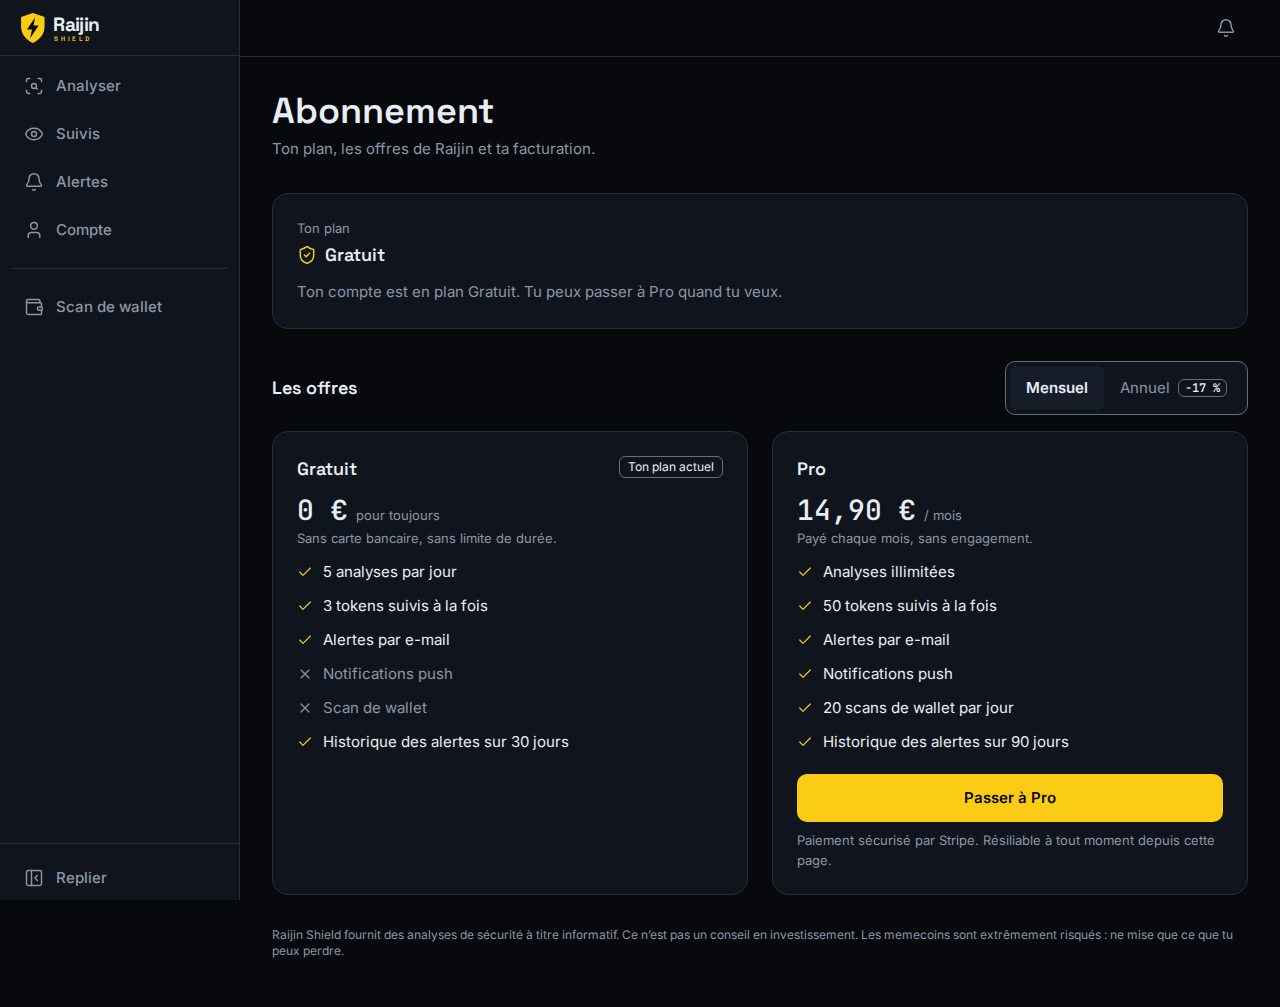 Raijin
SHIELD
Analyser
Suivis
Alertes
Compte
Scan de wallet
Replier
Abonnement
Ton plan, les offres de Raijin et ta facturation.
Ton plan
Gratuit
Ton compte est en plan Gratuit. Tu peux passer à Pro quand tu veux.
Les offres
Mensuel
Annuel -17 %
Gratuit
Ton plan actuel
0 € pour toujours
Sans carte bancaire, sans limite de durée.
5 analyses par jour
3 tokens suivis à la fois
Alertes par e-mail
Notifications push
Scan de wallet
Historique des alertes sur 30 jours
Pro
14,90 € / mois
Payé chaque mois, sans engagement.
Analyses illimitées
50 tokens suivis à la fois
Alertes par e-mail
Notifications push
20 scans de wallet par jour
Historique des alertes sur 90 jours
Passer à Pro
Paiement sécurisé par Stripe. Résiliable à tout moment depuis cette
page.
Raijin Shield fournit des analyses de sécurité à titre informatif. Ce n’est pas un conseil en investissement. Les memecoins sont extrêmement risqués : ne mise que ce que tu
peux perdre.